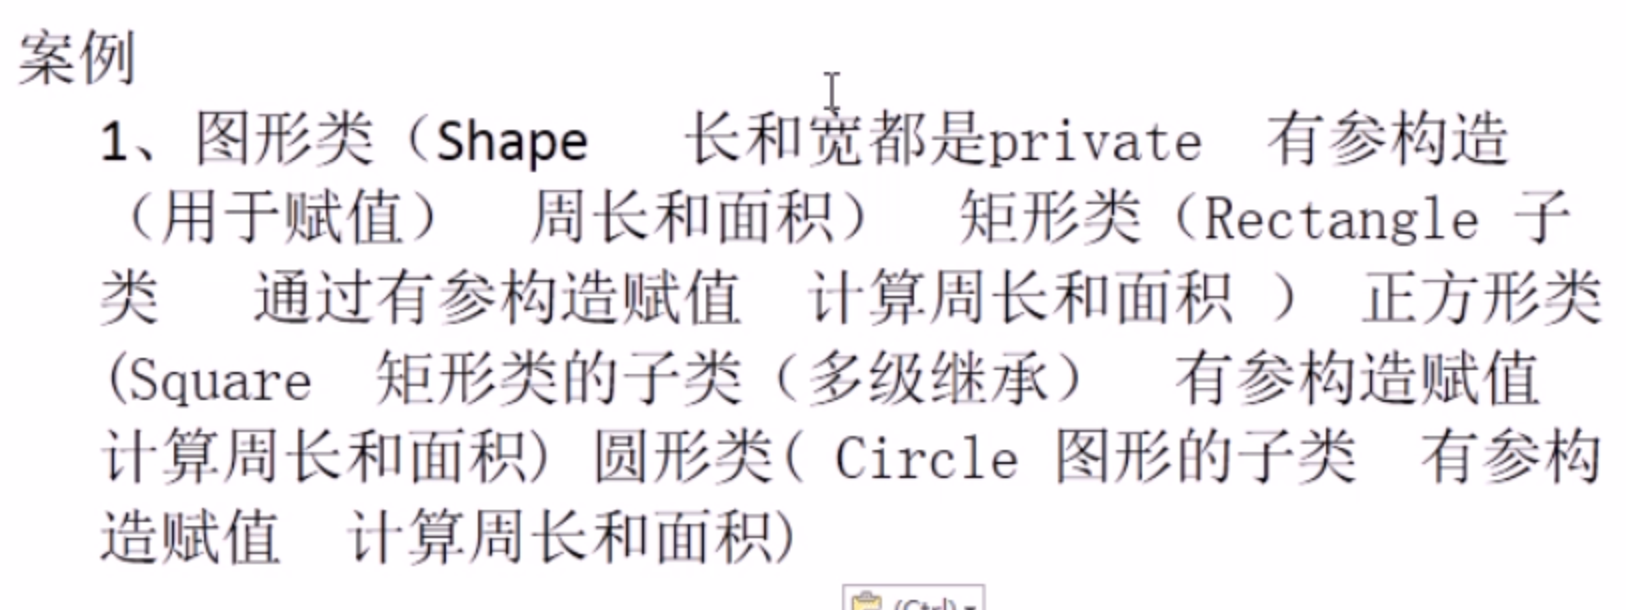 案例
1、图形类（Shape 长和宽都是private 有参构造
（用于赋值） 周长和面积） 矩形类（Rectangle 子
类 通过有参构造赋值 计算周长和面积 ） 正方形类
(Square 矩形类的子类（多级继承） 有参构造赋值
计算周长和面积) 圆形类( Circle 图形的子类 有参构
造赋值 计算周长和面积)
(Ctrl)